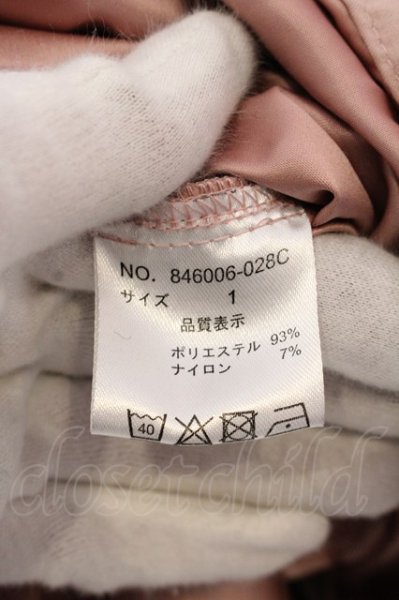 NO. 846006-028C
サイズ 1
品質表示
ポリエステル 93%
ナイロン 7%
40
closet child